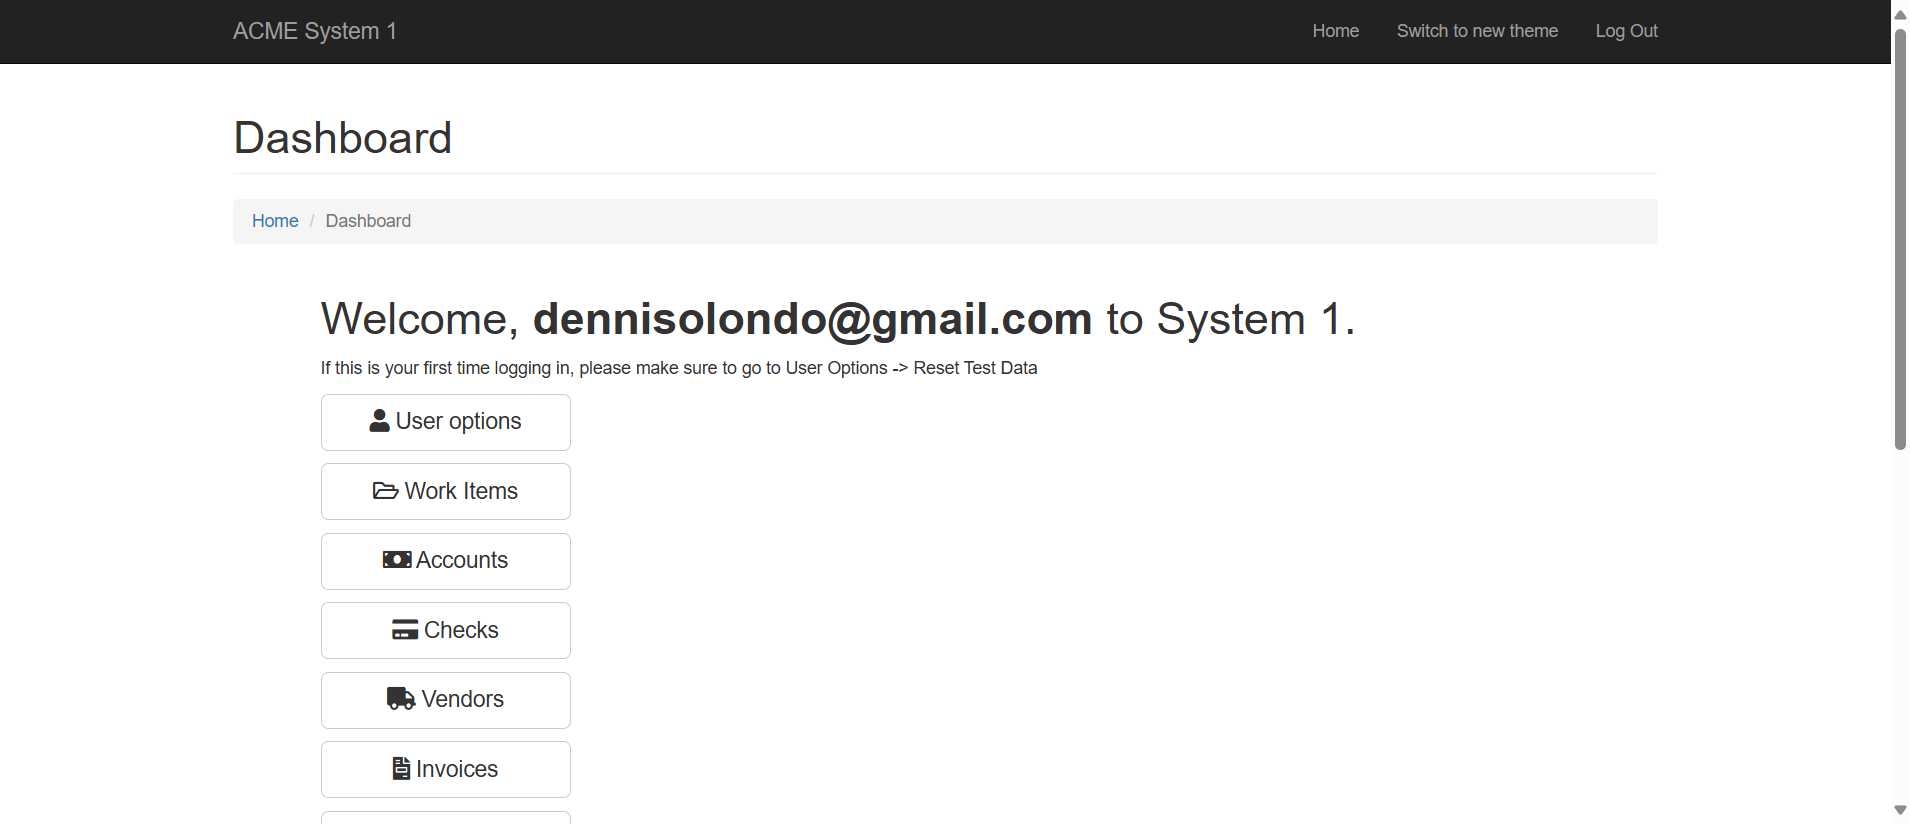 ACME System 1
Home
Switch to new theme
Log Out
Dashboard
Home / Dashboard
Welcome, dennisolondo@gmail.com to System 1.
If this is your first time logging in, please make sure to go to User Options -> Reset Test Data
User options
Work Items
Accounts
Checks
Vendors
Invoices